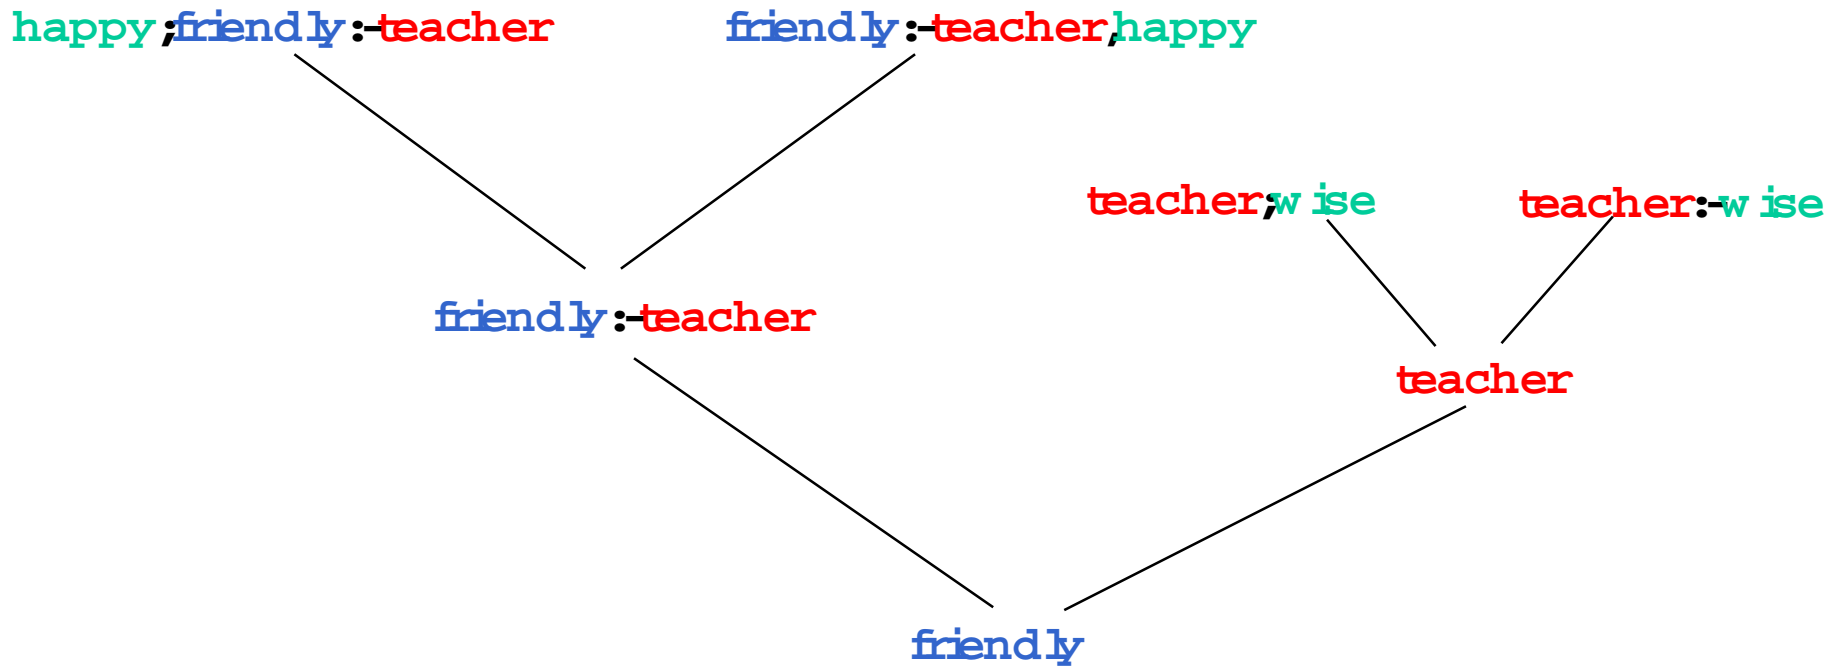 happy;friendly:-teacher
friendly:-teacher,happy
teacher;wise
teacher:-wise
friendly:-teacher
teacher
friendly